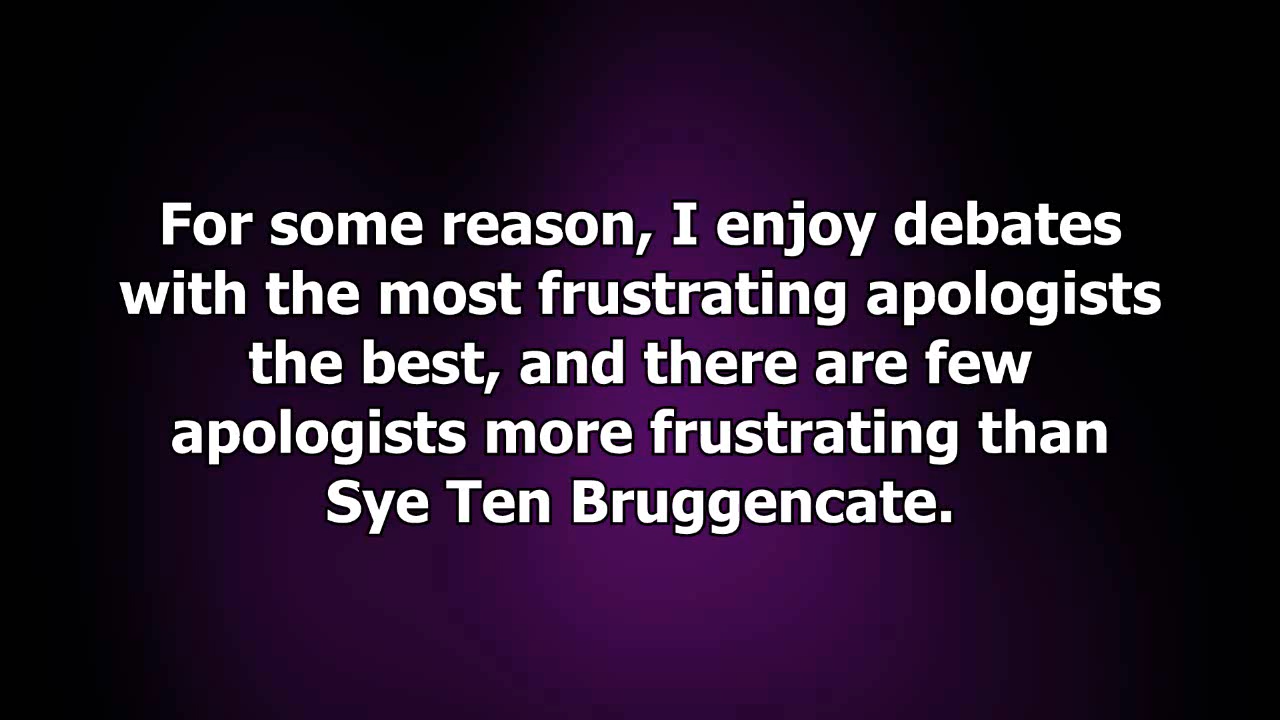 For some reason, I enjoy debates
with the most frustrating apologists
the best, and there are few
apologists more frustrating than
Sye Ten Bruggencate.